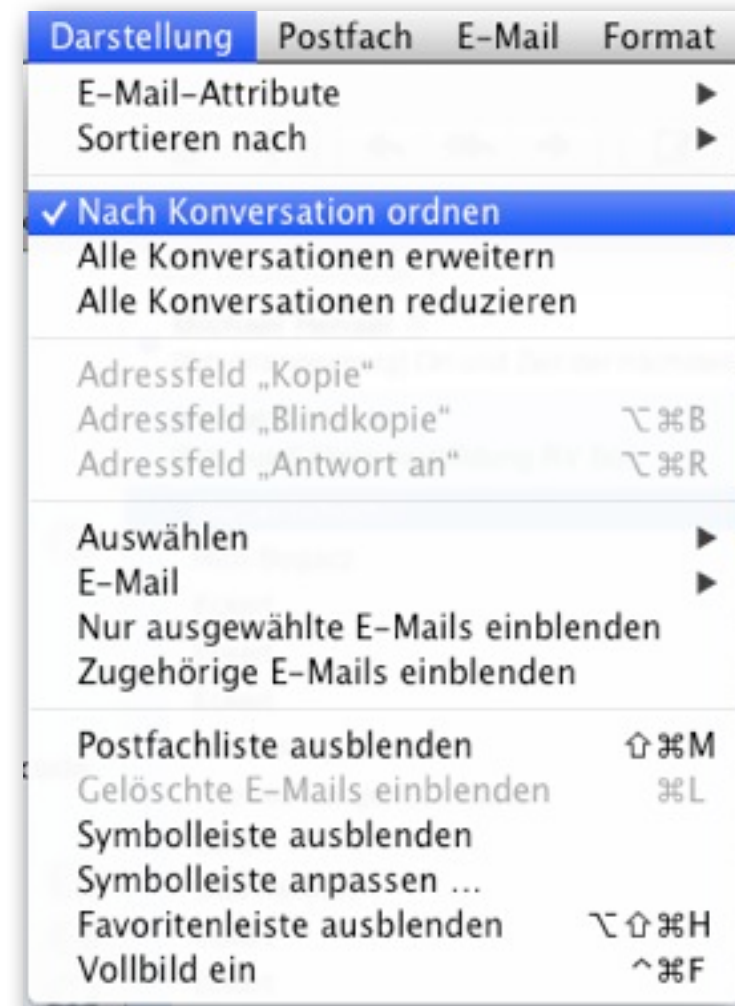 Darstellung Postfach E-Mail Format
E-Mail-Attribute ▶
Sortieren nach ▶
✓ Nach Konversation ordnen
Alle Konversationen erweitern
Alle Konversationen reduzieren
Adressfeld „Kopie“
Adressfeld „Blindkopie“ ⌥⌘B
Adressfeld „Antwort an“ ⌥⌘R
Auswählen ▶
E-Mail ▶
Nur ausgewählte E-Mails einblenden
Zugehörige E-Mails einblenden
Postfachliste ausblenden ⇧⌘M
Gelöschte E-Mails einblenden ⌘L
Symbolleiste ausblenden
Symbolleiste anpassen ...
Favoritenleiste ausblenden ⌥⇧⌘H
Vollbild ein ^⌘F